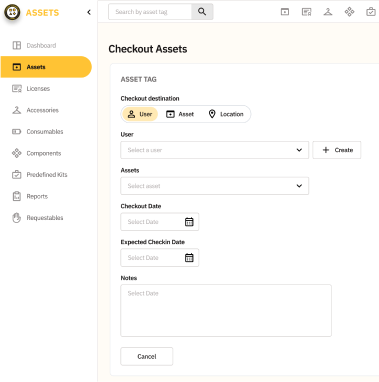 ASSETS
Search by asset tag
Dashboard
Assets
Licenses
Accessories
Consumables
Components
Predefined Kits
Reports
Requestables
Checkout Assets
ASSET TAG
Checkout destination
User
Asset
Location
User
Select a user
Create
Assets
Select asset
Checkout Date
Select Date
Expected Checkin Date
Select Date
Notes
Select Date
Cancel